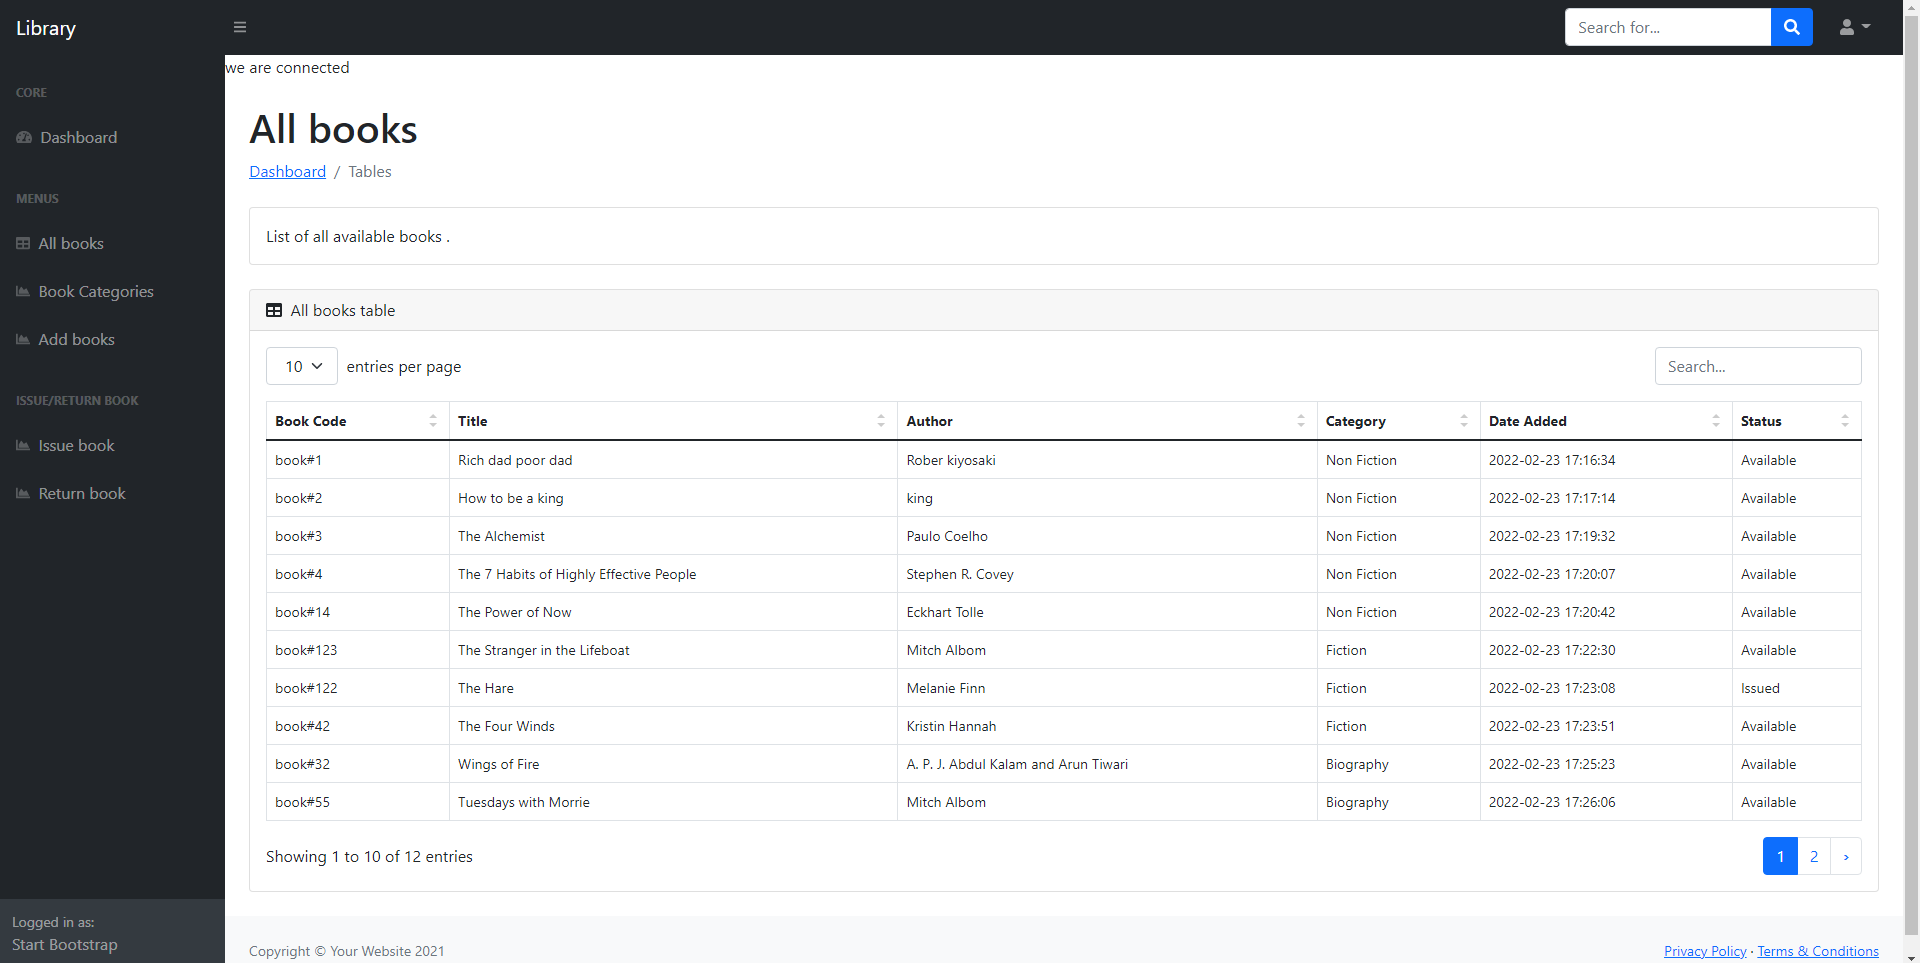 Library
Search for...
CORE
Dashboard
MENUS
All books
Book Categories
Add books
ISSUE/RETURN BOOK
Issue book
Return book
Logged in as:
Start Bootstrap
we are connected
All books
Dashboard / Tables
List of all available books .
All books table
10 entries per page
Search...
Book Code Title Author Category Date Added Status
book#1 Rich dad poor dad Rober kiyosaki Non Fiction 2022-02-23 17:16:34 Available
book#2 How to be a king king Non Fiction 2022-02-23 17:17:14 Available
book#3 The Alchemist Paulo Coelho Non Fiction 2022-02-23 17:19:32 Available
book#4 The 7 Habits of Highly Effective People Stephen R. Covey Non Fiction 2022-02-23 17:20:07 Available
book#14 The Power of Now Eckhart Tolle Non Fiction 2022-02-23 17:20:42 Available
book#123 The Stranger in the Lifeboat Mitch Albom Fiction 2022-02-23 17:22:30 Available
book#122 The Hare Melanie Finn Fiction 2022-02-23 17:23:08 Issued
book#42 The Four Winds Kristin Hannah Fiction 2022-02-23 17:23:51 Available
book#32 Wings of Fire A. P. J. Abdul Kalam and Arun Tiwari Biography 2022-02-23 17:25:23 Available
book#55 Tuesdays with Morrie Mitch Albom Biography 2022-02-23 17:26:06 Available
Showing 1 to 10 of 12 entries
1 2 ›
Copyright © Your Website 2021
Privacy Policy · Terms & Conditions